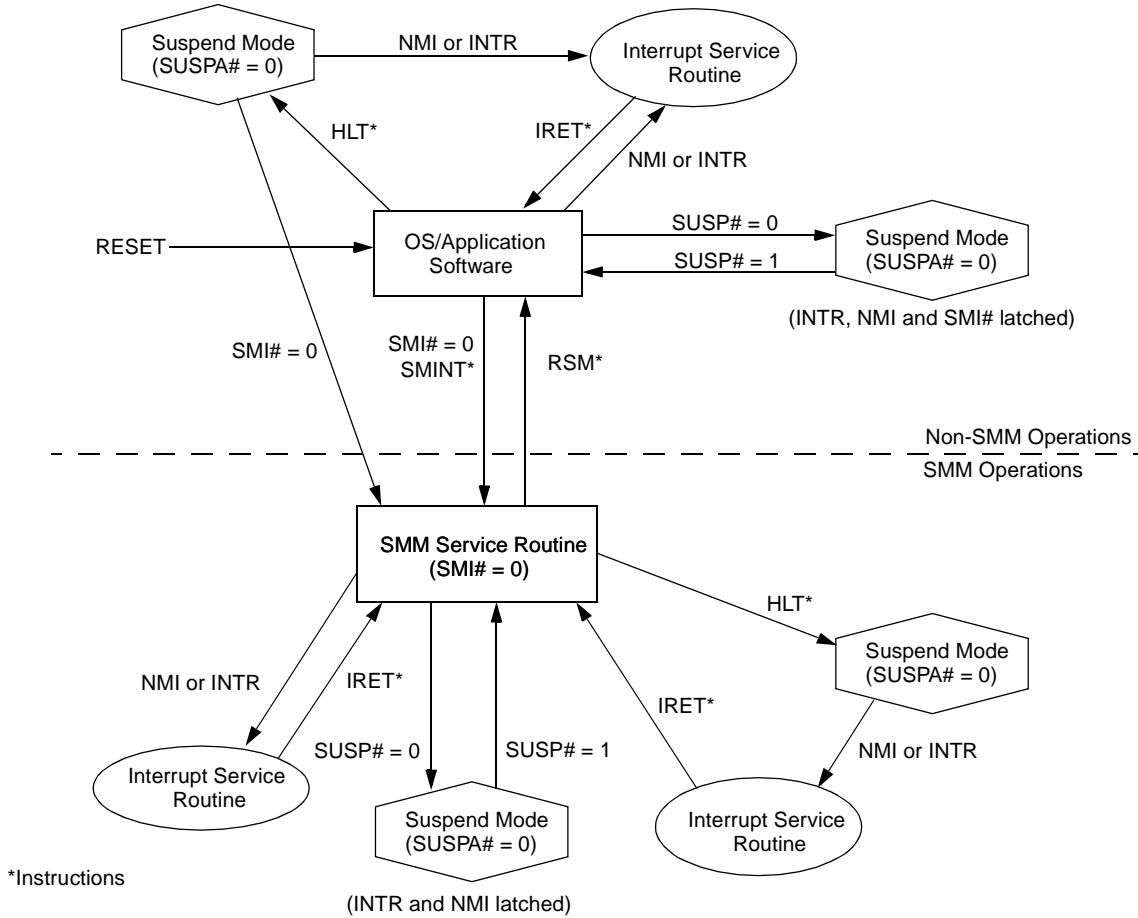 Suspend Mode
(SUSPA# = 0)
NMI or INTR
Interrupt Service
Routine
HLT*
IRET*
NMI or INTR
RESET
OS/Application
Software
SUSP# = 0
SUSP# = 1
Suspend Mode
(SUSPA# = 0)
(INTR, NMI and SMI# latched)
SMI# = 0
SMI# = 0
SMINT*
RSM*
Non-SMM Operations
SMM Operations
SMM Service Routine
(SMI# = 0)
HLT*
Suspend Mode
(SUSPA# = 0)
NMI or INTR
IRET*
IRET*
SUSP# = 0
SUSP# = 1
NMI or INTR
Interrupt Service
Routine
Suspend Mode
(SUSPA# = 0)
Interrupt Service
Routine
*Instructions
(INTR and NMI latched)